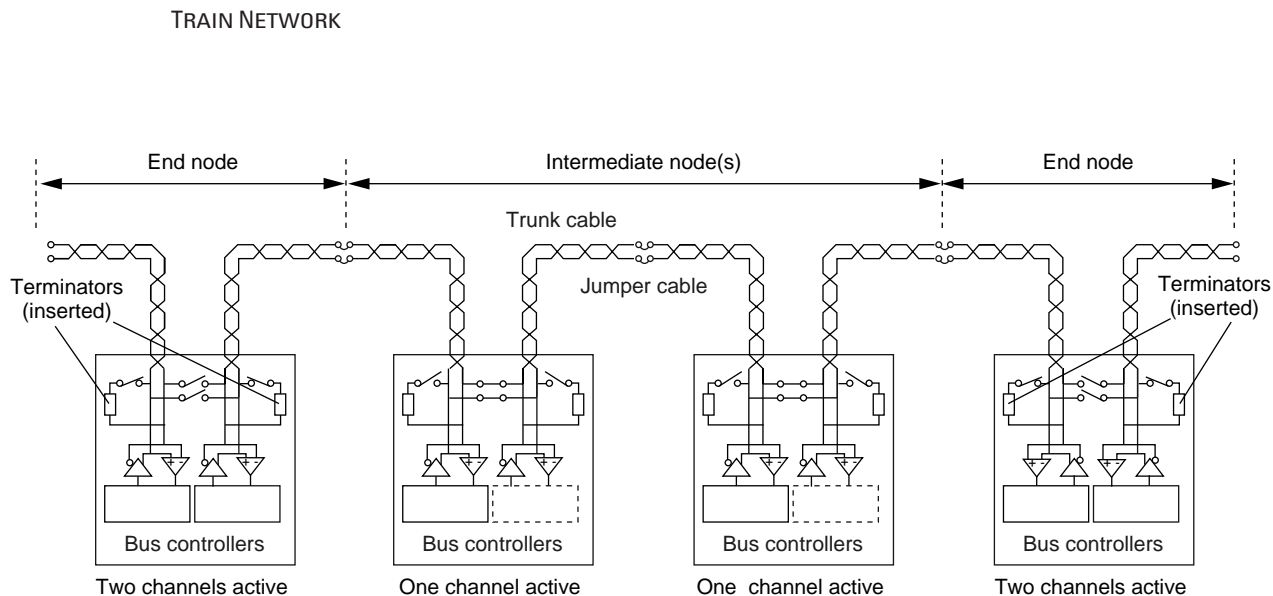 TRAIN NETWORK
End node
Intermediate node(s)
End node
Trunk cable
Jumper cable
Terminators
(inserted)
Terminators
(inserted)
Bus controllers
Bus controllers
Bus controllers
Bus controllers
Two channels active
One channel active
One channel active
Two channels active